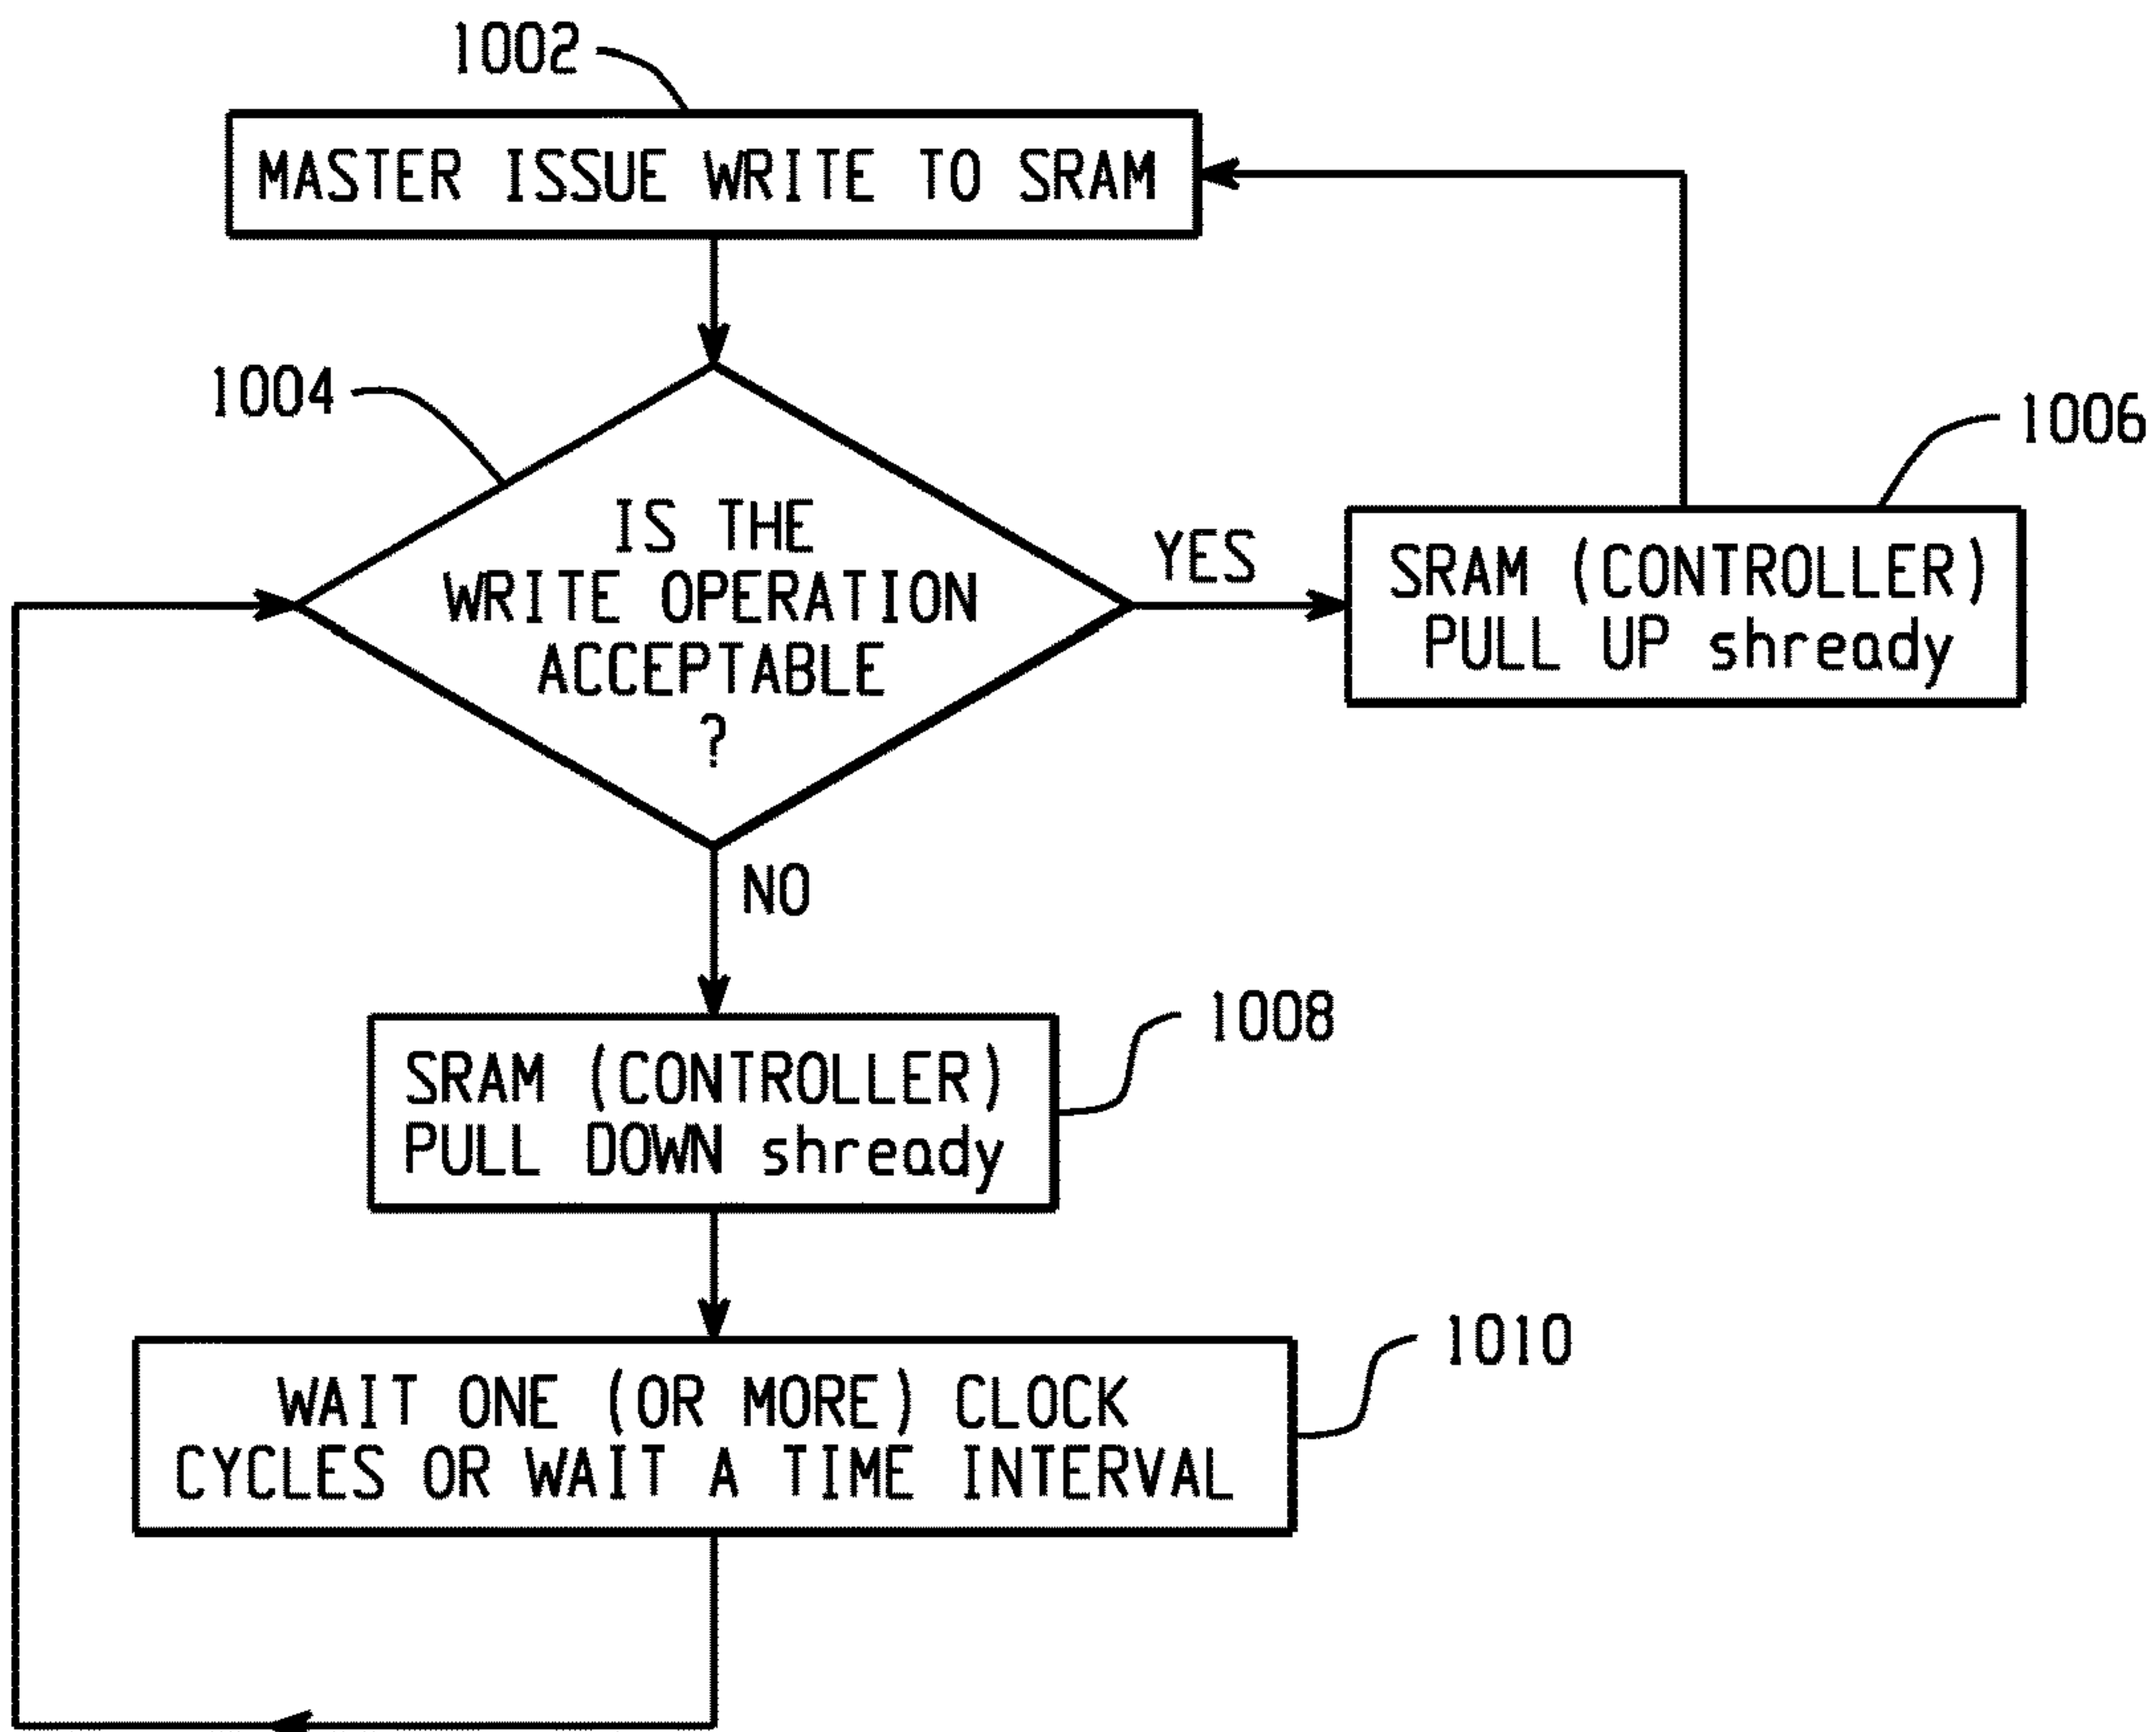 1002
MASTER ISSUE WRITE TO SRAM
1004
IS THE
WRITE OPERATION
ACCEPTABLE
?
YES
1006
SRAM (CONTROLLER)
PULL UP shready
NO
1008
SRAM (CONTROLLER)
PULL DOWN shready
1010
WAIT ONE (OR MORE) CLOCK
CYCLES OR WAIT A TIME INTERVAL